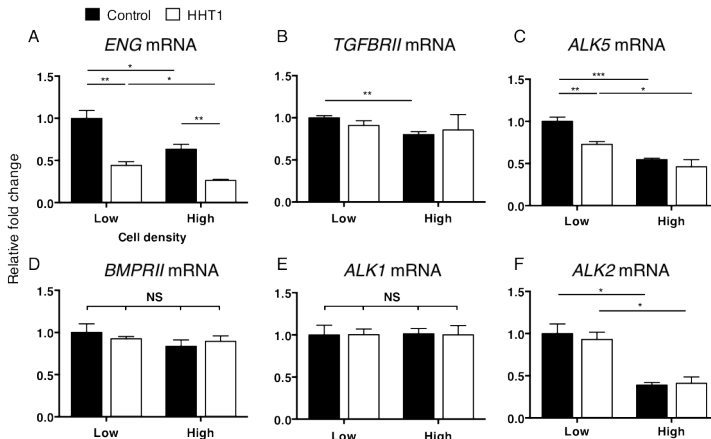 Control HHT1
A ENG mRNA
B TGFBRII mRNA
C ALK5 mRNA
Relative fold change
1.5
1.0
0.5
0.0
*
**
*
**
Low High
Cell density
1.5
1.0
0.5
0.0
**
Low High
1.5
1.0
0.5
0.0
***
**
*
Low High
D BMPRII mRNA
E ALK1 mRNA
F ALK2 mRNA
1.5
1.0
0.5
0.0
NS
Low High
1.5
1.0
0.5
0.0
NS
Low High
1.5
1.0
0.5
0.0
*
*
Low High